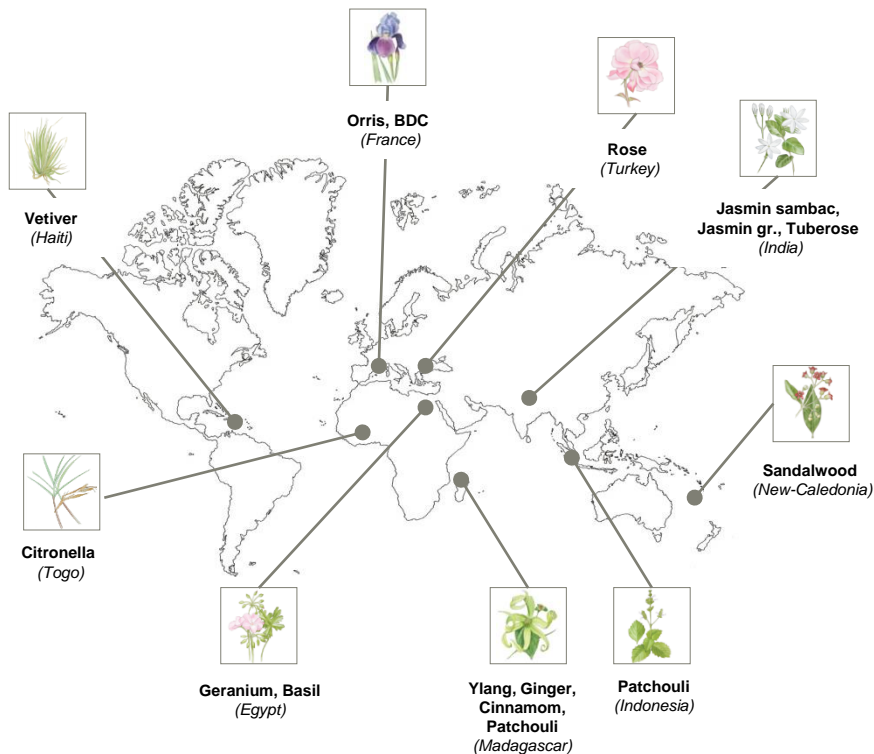 Orris, BDC
(France)
Rose
(Turkey)
Vetiver
(Haiti)
Jasmin sambac,
Jasmin gr., Tuberose
(India)
Sandalwood
(New-Caledonia)
Citronella
(Togo)
Geranium, Basil
(Egypt)
Ylang, Ginger,
Cinnamom,
Patchouli
(Madagascar)
Patchouli
(Indonesia)